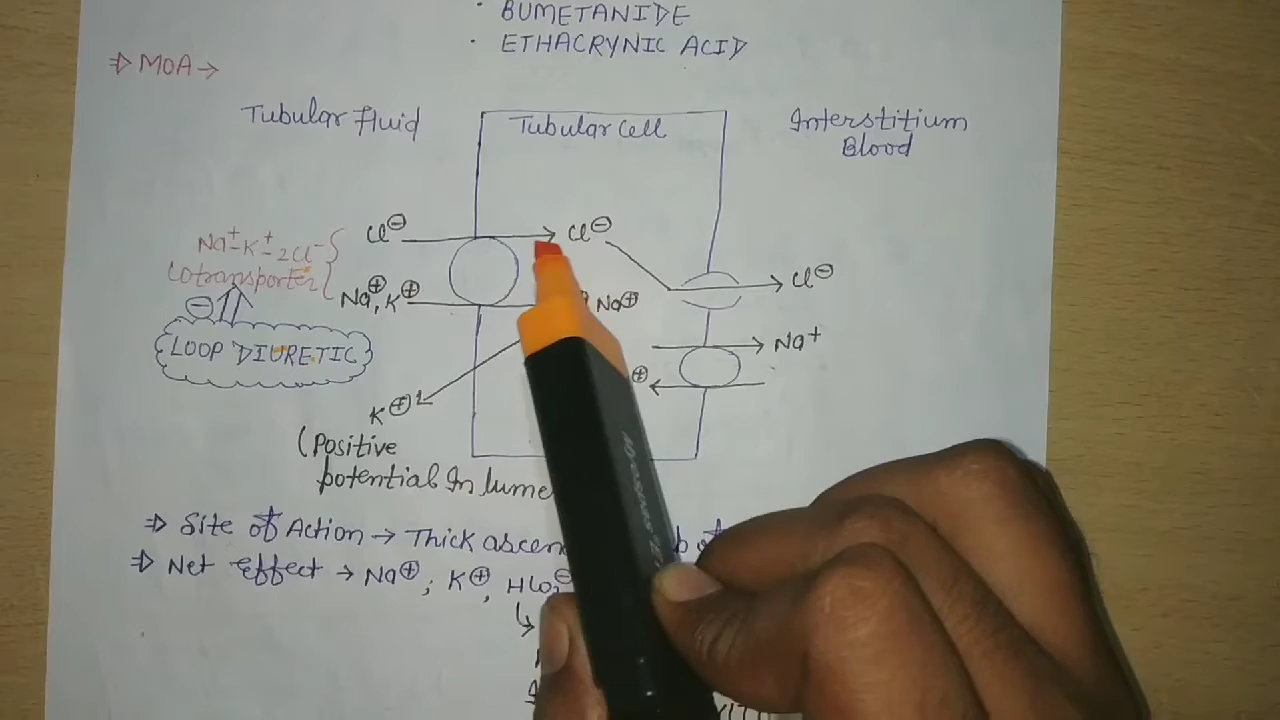 · BUMETANIDE
· ETHACRYNIC ACID
⇒ MOA →
Tubular fluid
Tubular cell
Interstitium
Blood
Cl⊖
Cl⊖
Cl⊖
Na⁺-K⁺-2Cl⁻
Cotransporter
Na⊕, K⊕
Na⊕
⊖
LOOP DIURETIC
Na⁺
⊕
K⊕
(Positive
potential In lume
⇒ Site of Action → Thick ascen
⇒ Net effect → Na⊕; K⊕, HCO₃⊖